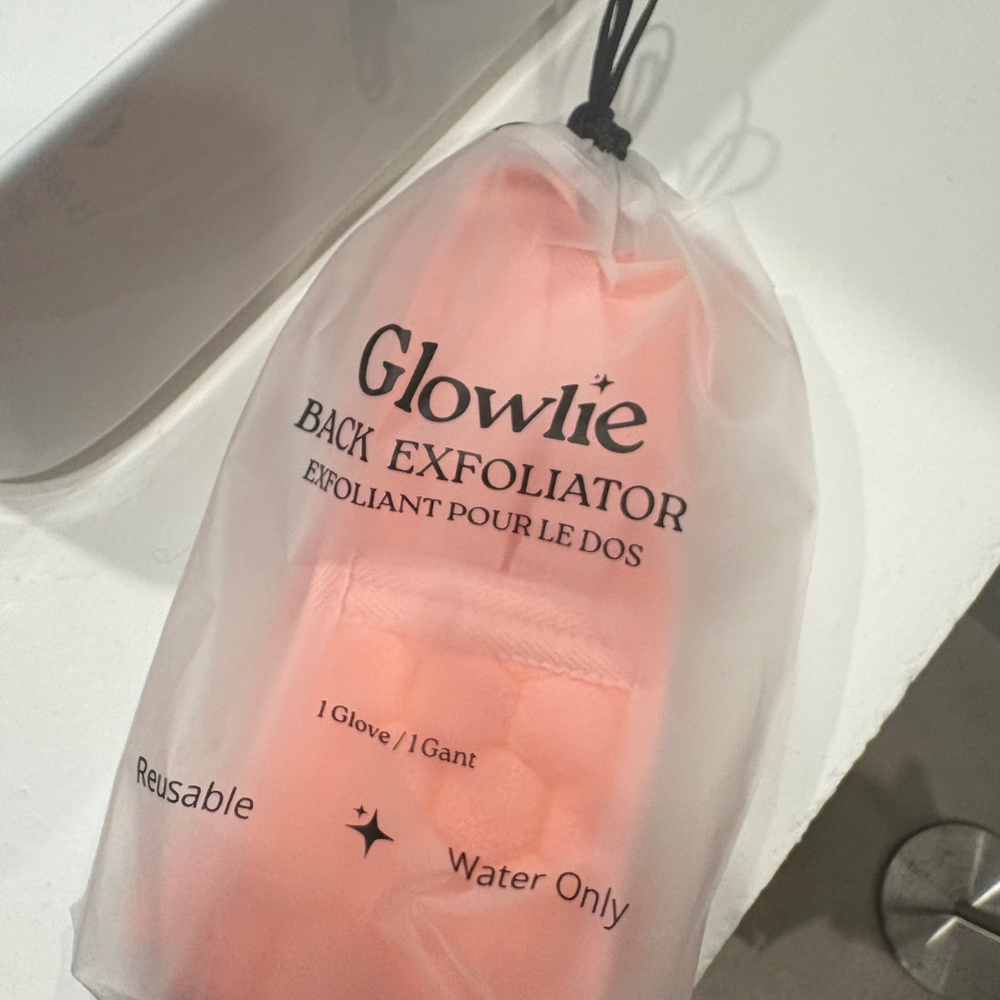 Glowlie
BACK EXFOLIATOR
EXFOLIANT POUR LE DOS
1 Glove / 1 Gant
Reusable
Water Only